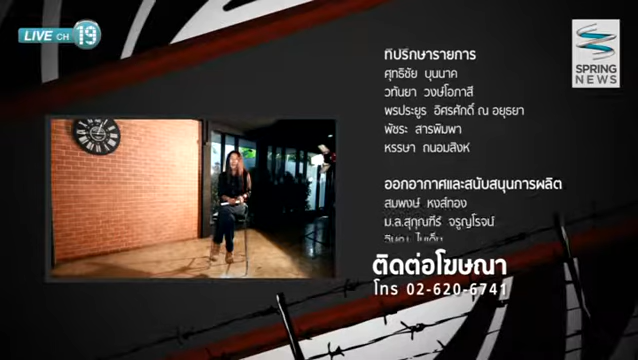 LIVE CH 19
SPRING
NEWS
ที่ปรึกษารายการ
ศุทธิชัย บุนนาค
วทันยา วงษ์โอภาสี
พรประยูร อิศรศักดิ์ ณ อยุธยา
พัชระ สารพิมพา
หรรษา ถนอมสิงห์
ออกอากาศและสนับสนุนการผลิต
สมพงษ์ หงส์ทอง
ม.ล.สุกุณฑีร์ จรูญโรจน์
ติดต่อโฆษณา
โทร 02-620-6741